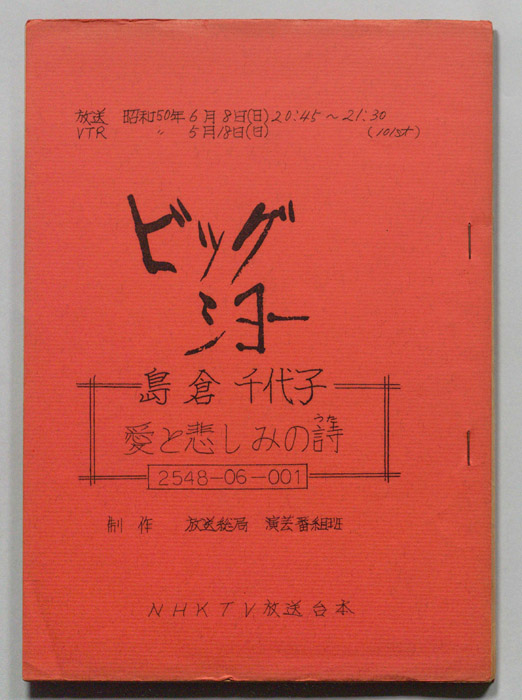 放送 昭和50年6月8日(日)20:45～21:30
VTR 〃 5月18日(日) (101st)
ビッグ
ショー
島倉 千代子
うた
愛と悲しみの詩
2548-06-001
制作 放送総局 演芸番組班
NHKTV放送台本